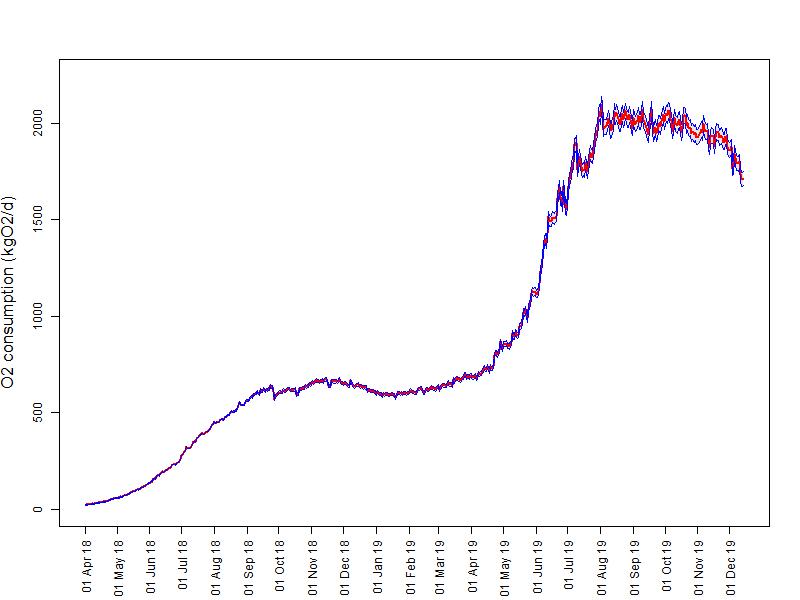 O2 consumption (kgO2/d)
2000
1500
1000
500
0
01 Apr 18
01 May 18
01 Jun 18
01 Jul 18
01 Aug 18
01 Sep 18
01 Oct 18
01 Nov 18
01 Dec 18
01 Jan 19
01 Feb 19
01 Mar 19
01 Apr 19
01 May 19
01 Jun 19
01 Jul 19
01 Aug 19
01 Sep 19
01 Oct 19
01 Nov 19
01 Dec 19